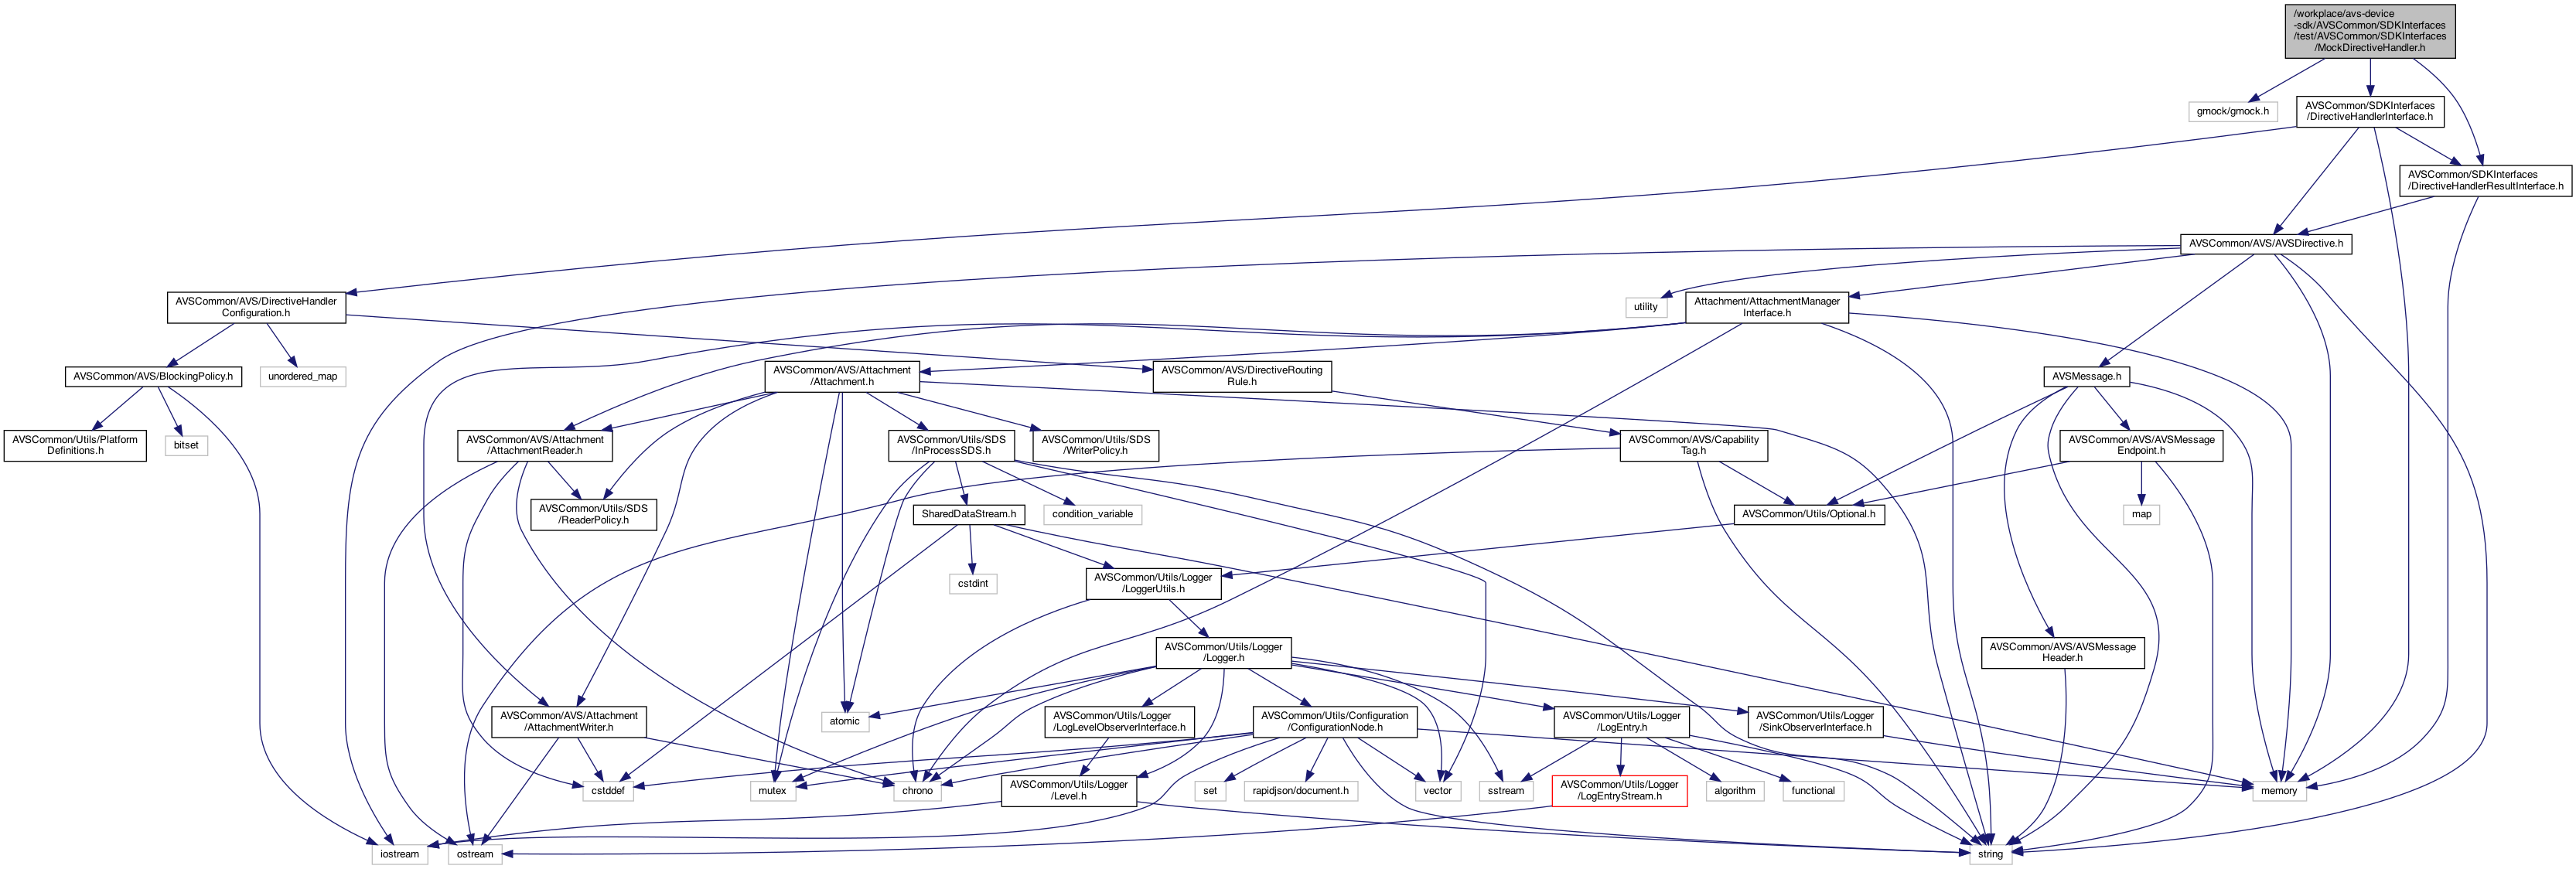 /workplace/avs-device
-sdk/AVSCommon/SDKInterfaces
/test/AVSCommon/SDKInterfaces
/MockDirectiveHandler.h
gmock/gmock.h
AVSCommon/SDKInterfaces
/DirectiveHandlerInterface.h
AVSCommon/SDKInterfaces
/DirectiveHandlerResultInterface.h
AVSCommon/AVS/AVSDirective.h
AVSCommon/AVS/DirectiveHandler
Configuration.h
utility
Attachment/AttachmentManager
Interface.h
AVSCommon/AVS/BlockingPolicy.h
unordered_map
AVSCommon/AVS/Attachment
/Attachment.h
AVSCommon/AVS/DirectiveRouting
Rule.h
AVSMessage.h
AVSCommon/Utils/Platform
Definitions.h
bitset
AVSCommon/AVS/Attachment
/AttachmentReader.h
AVSCommon/Utils/SDS
/InProcessSDS.h
AVSCommon/Utils/SDS
/WriterPolicy.h
AVSCommon/AVS/Capability
Tag.h
AVSCommon/AVS/AVSMessage
Endpoint.h
AVSCommon/Utils/SDS
/ReaderPolicy.h
SharedDataStream.h
condition_variable
AVSCommon/Utils/Optional.h
map
cstdint
AVSCommon/Utils/Logger
/LoggerUtils.h
AVSCommon/Utils/Logger
/Logger.h
AVSCommon/AVS/AVSMessage
Header.h
AVSCommon/AVS/Attachment
/AttachmentWriter.h
atomic
AVSCommon/Utils/Logger
/LogLevelObserverInterface.h
AVSCommon/Utils/Configuration
/ConfigurationNode.h
AVSCommon/Utils/Logger
/LogEntry.h
AVSCommon/Utils/Logger
/SinkObserverInterface.h
cstddef
mutex
chrono
AVSCommon/Utils/Logger
/Level.h
set
rapidjson/document.h
vector
sstream
AVSCommon/Utils/Logger
/LogEntryStream.h
algorithm
functional
memory
iostream
ostream
string